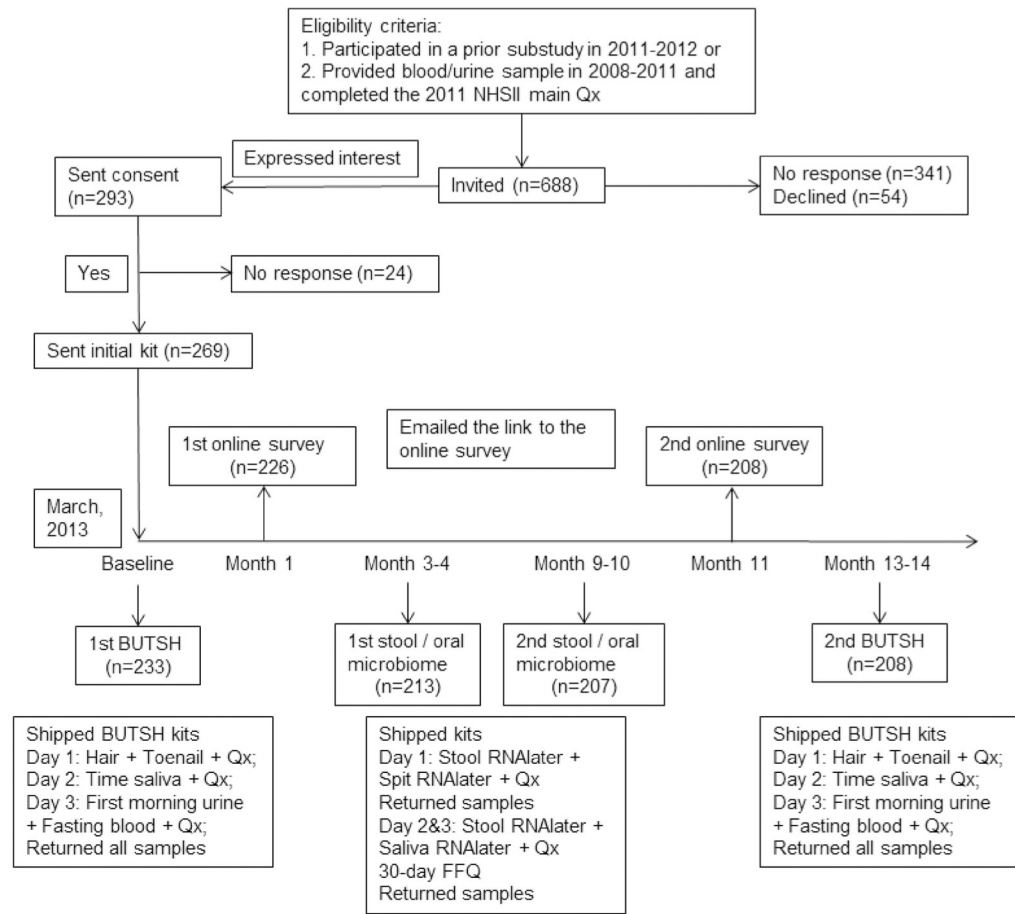 Eligibility criteria:
1. Participated in a prior substudy in 2011-2012 or
2. Provided blood/urine sample in 2008-2011 and
completed the 2011 NHSII main Qx
Expressed interest
Sent consent
(n=293)
Invited (n=688)
No response (n=341)
Declined (n=54)
Yes
No response (n=24)
Sent initial kit (n=269)
1st online survey
(n=226)
Emailed the link to the
online survey
2nd online survey
(n=208)
March,
2013
Baseline
Month 1
Month 3-4
Month 9-10
Month 11
Month 13-14
1st BUTSH
(n=233)
1st stool / oral
microbiome
(n=213)
2nd stool / oral
microbiome
(n=207)
2nd BUTSH
(n=208)
Shipped BUTSH kits
Day 1: Hair + Toenail + Qx;
Day 2: Time saliva + Qx;
Day 3: First morning urine
+ Fasting blood + Qx;
Returned all samples
Shipped kits
Day 1: Stool RNAlater +
Spit RNAlater + Qx
Returned samples
Day 2&3: Stool RNAlater +
Saliva RNAlater + Qx
30-day FFQ
Returned samples
Shipped BUTSH kits
Day 1: Hair + Toenail + Qx;
Day 2: Time saliva + Qx;
Day 3: First morning urine
+ Fasting blood + Qx;
Returned all samples